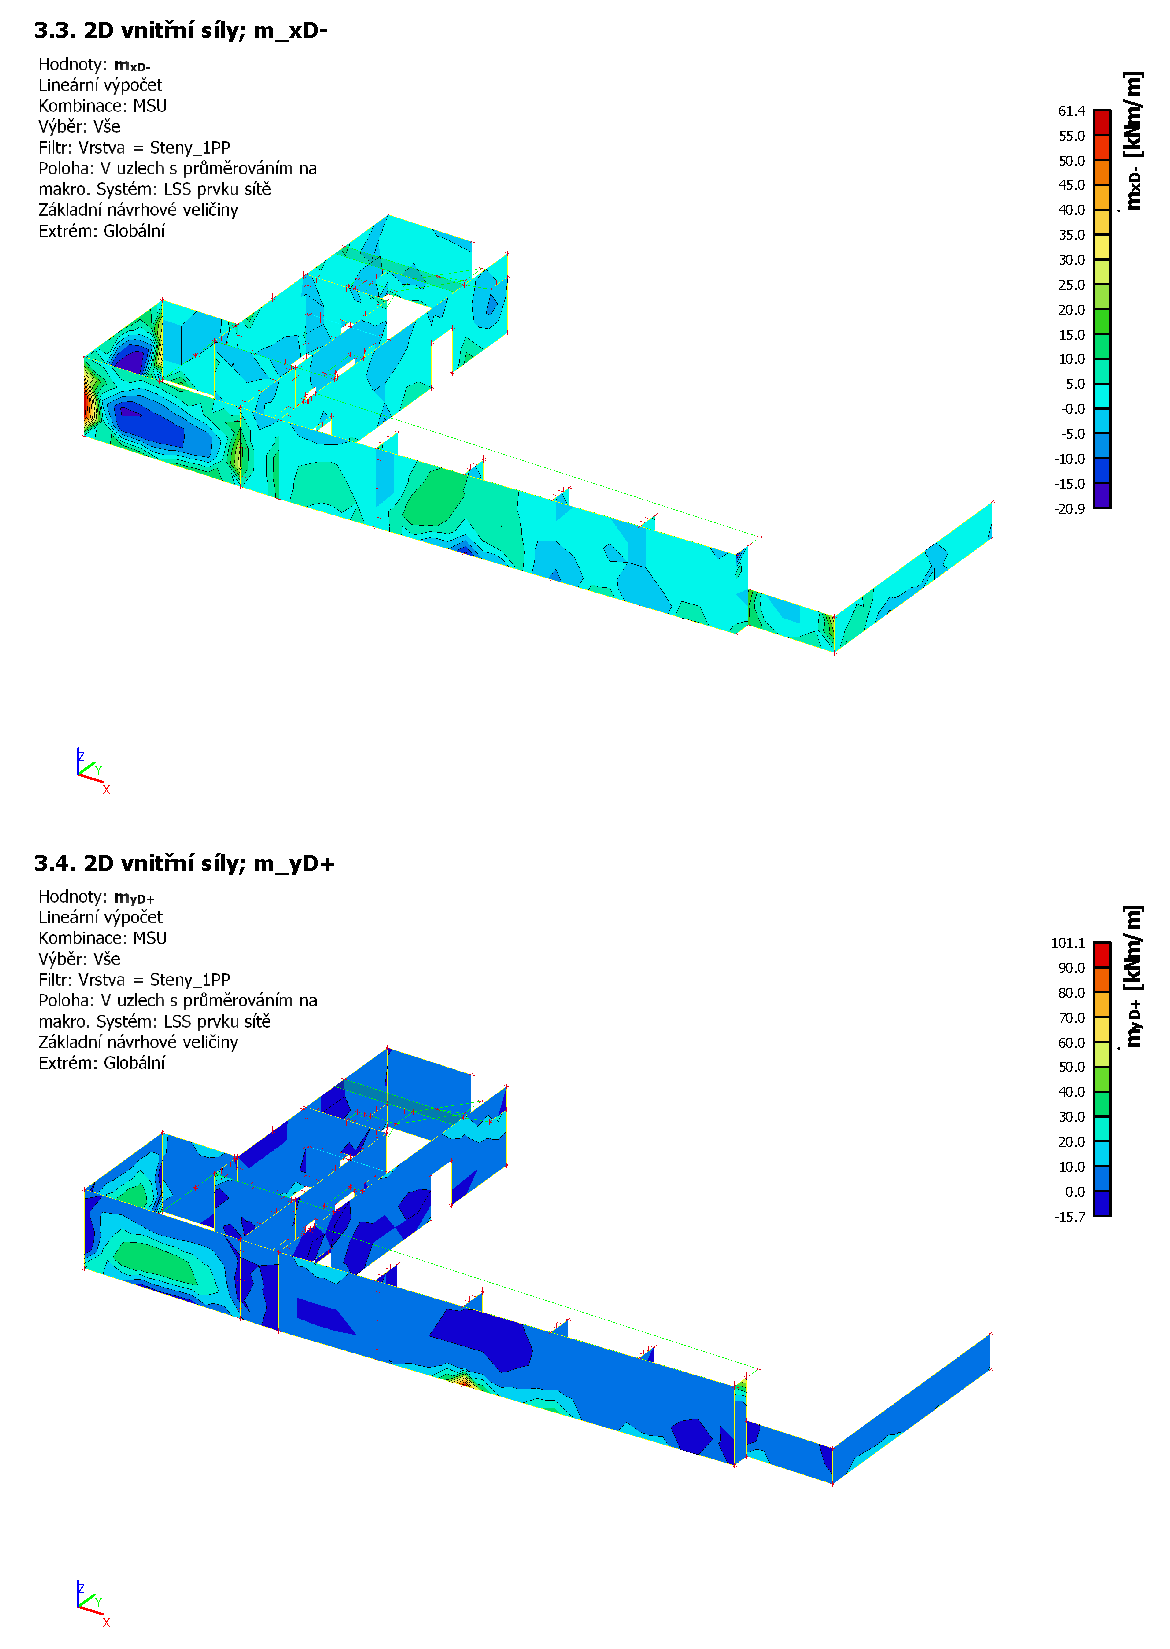 3.3. 2D vnitřní síly; m_xD-
Hodnoty: mxD-
Lineární výpočet
Kombinace: MSU
Výběr: Vše
Filtr: Vrstva = Steny_1PP
Poloha: V uzlech s průměrováním na
makro. Systém: LSS prvku sítě
Základní návrhové veličiny
Extrém: Globální
mxD- [kNm/m]
61.4
55.0
50.0
45.0
40.0
35.0
30.0
25.0
20.0
15.0
10.0
5.0
-0.0
-5.0
-10.0
-15.0
-20.9
Z
Y
X
3.4. 2D vnitřní síly; m_yD+
Hodnoty: myD+
Lineární výpočet
Kombinace: MSU
Výběr: Vše
Filtr: Vrstva = Steny_1PP
Poloha: V uzlech s průměrováním na
makro. Systém: LSS prvku sítě
Základní návrhové veličiny
Extrém: Globální
myD+ [kNm/m]
101.1
90.0
80.0
70.0
60.0
50.0
40.0
30.0
20.0
10.0
0.0
-15.7
Z
Y
X